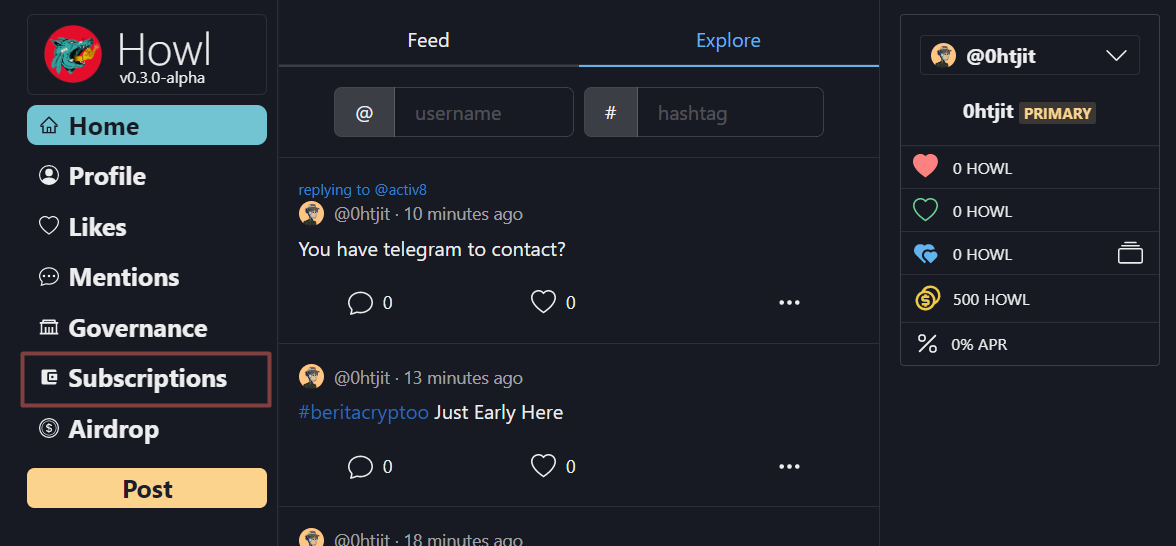 Howl
v0.3.0-alpha
Home
Profile
Likes
Mentions
Governance
Subscriptions
Airdrop
Post
Feed
Explore
@ username
# hashtag
replying to @activ8
@0htjit · 10 minutes ago
You have telegram to contact?
0 0 •••
@0htjit · 13 minutes ago
#beritacryptoo Just Early Here
0 0 •••
@0htjit · 18 minutes ago
@0htjit
0htjit PRIMARY
0 HOWL
0 HOWL
0 HOWL
500 HOWL
0% APR